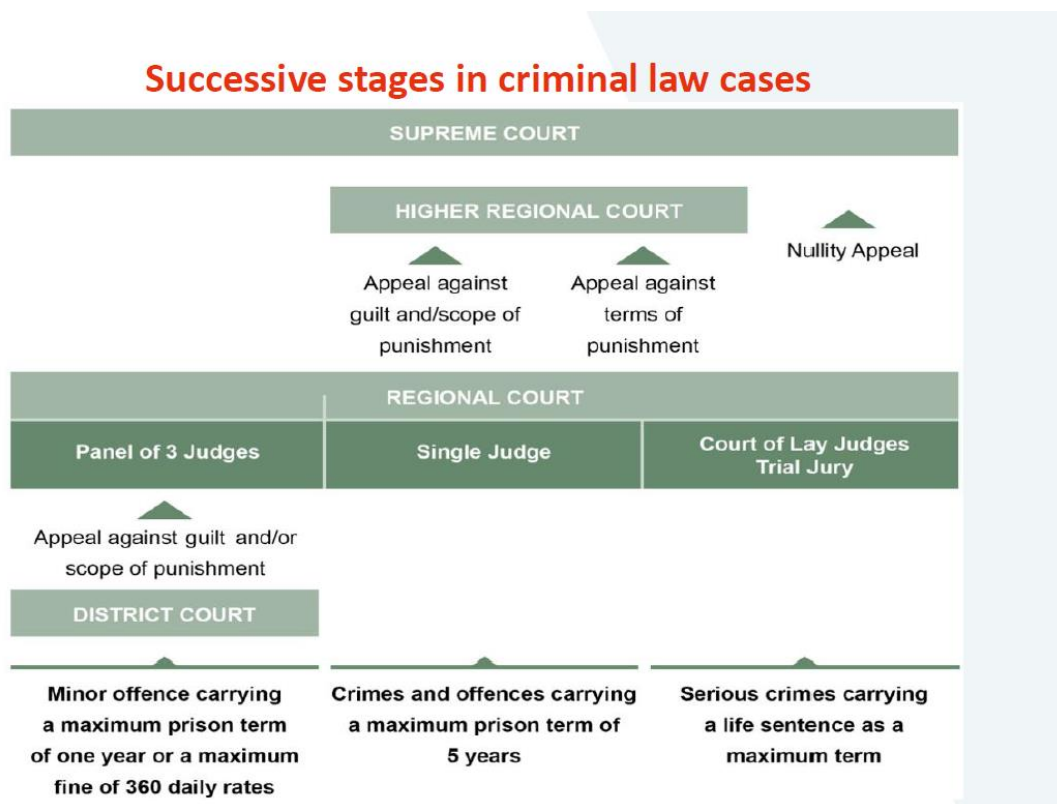 Successive stages in criminal law cases
SUPREME COURT
HIGHER REGIONAL COURT
Nullity Appeal
Appeal against
guilt and/scope of
punishment
Appeal against
terms of
punishment
REGIONAL COURT
Panel of 3 Judges
Single Judge
Court of Lay Judges
Trial Jury
Appeal against guilt and/or
scope of punishment
DISTRICT COURT
Minor offence carrying
a maximum prison term
of one year or a maximum
fine of 360 daily rates
Crimes and offences carrying
a maximum prison term of
5 years
Serious crimes carrying
a life sentence as a
maximum term